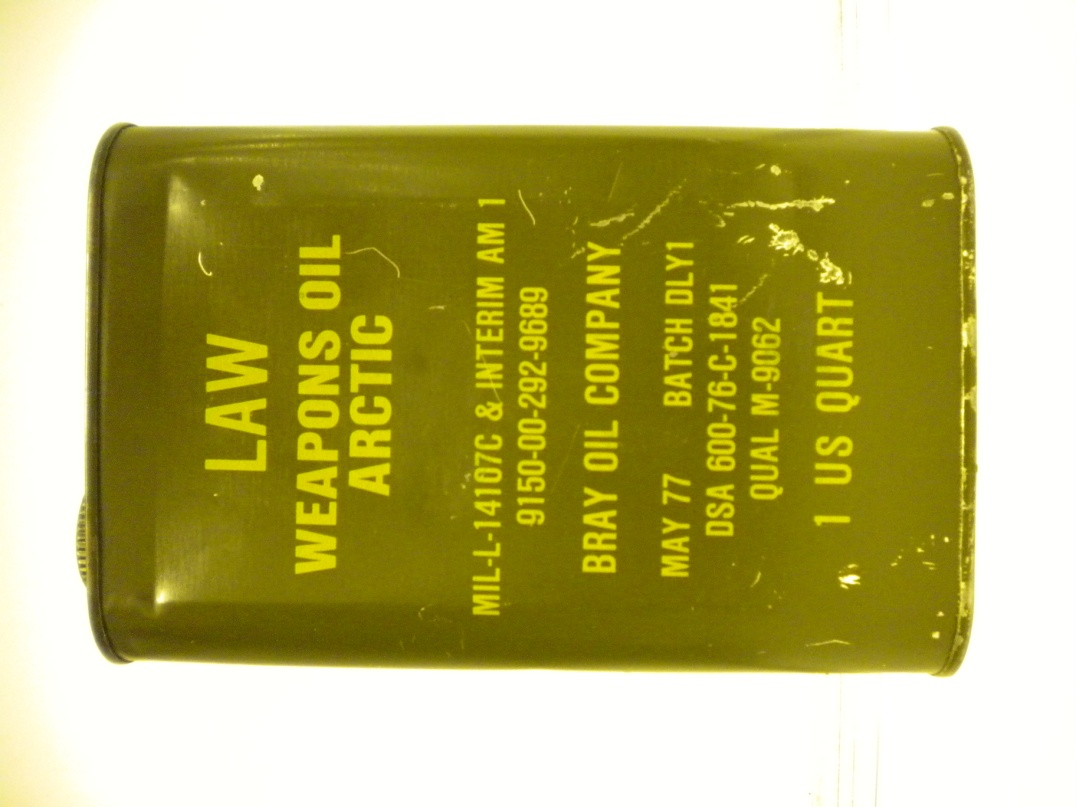 LAW
WEAPONS OIL
ARCTIC
MIL-L-14107C & INTERIM AM 1
9150-00-292-9689
BRAY OIL COMPANY
MAY 77 BATCH DLY1
DSA 600-76-C-1841
QUAL M-9062
1 US QUART